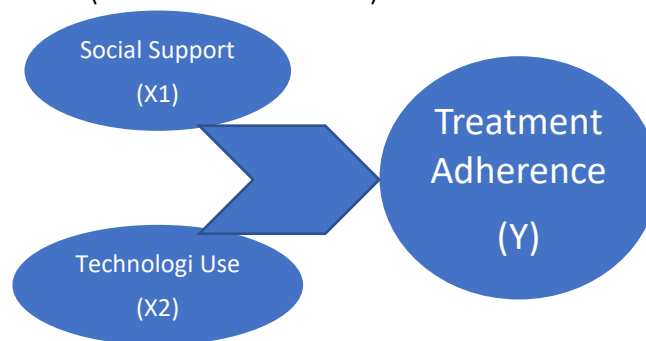 Social Support
(X1)
Treatment
Adherence
(Y)
Technologi Use
(X2)